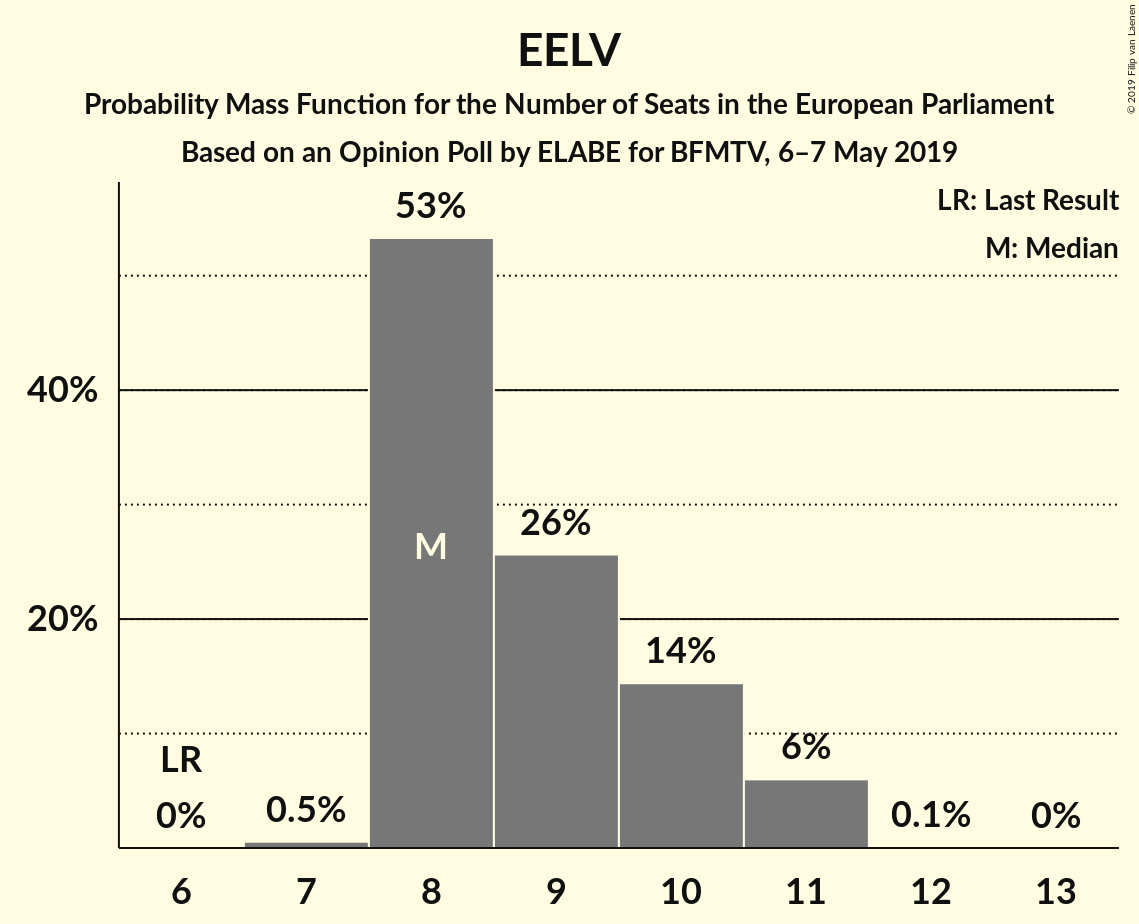 EELV
Probability Mass Function for the Number of Seats in the European Parliament
Based on an Opinion Poll by ELABE for BFMTV, 6–7 May 2019
© 2019 Filip van Laenen
LR: Last Result
M: Median
53%
40%
M
26%
20%
14%
6%
LR
0%
0.5%
0.1%
0%
6 7 8 9 10 11 12 13